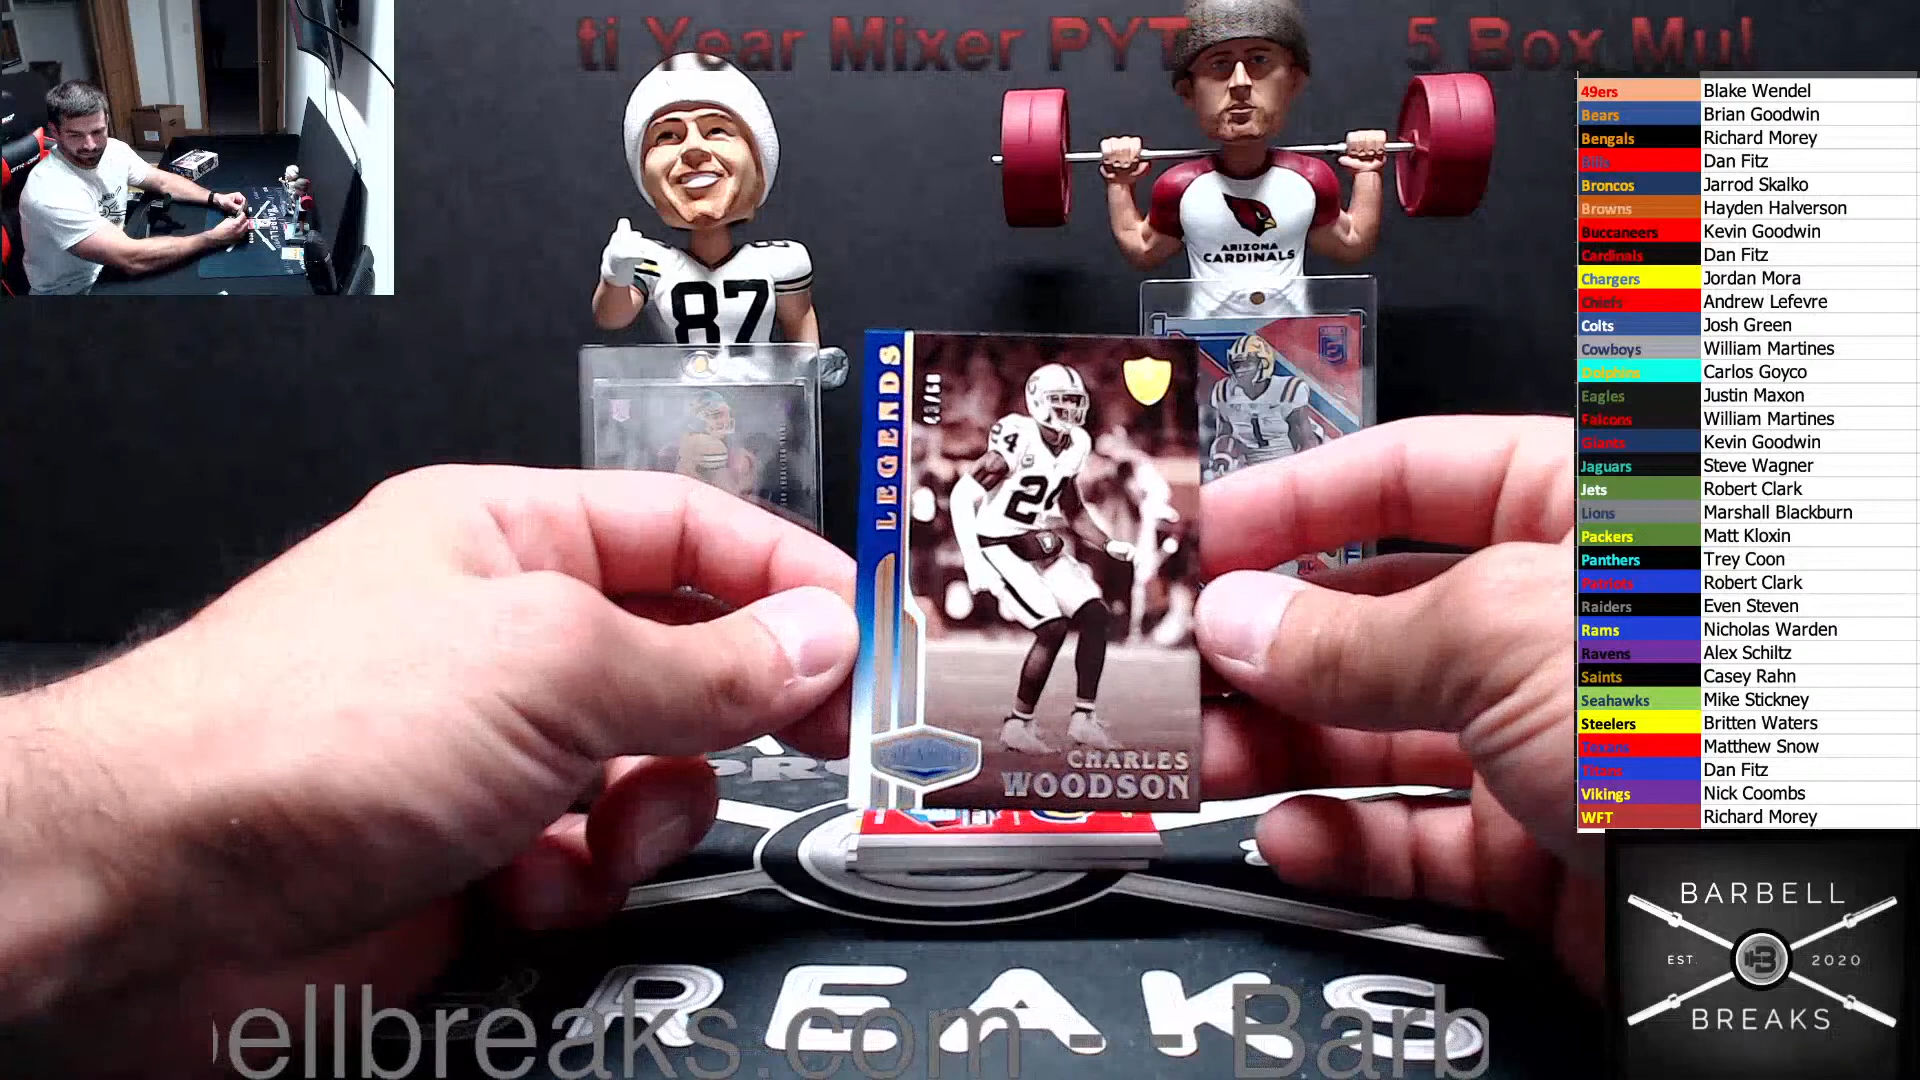 ti Year Mixer PYT
5 Box Mul
49ers Blake Wendel
Bears Brian Goodwin
Bengals Richard Morey
Bills Dan Fitz
Broncos Jarrod Skalko
Browns Hayden Halverson
Buccaneers Kevin Goodwin
Cardinals Dan Fitz
Chargers Jordan Mora
Chiefs Andrew Lefevre
Colts Josh Green
Cowboys William Martines
Dolphins Carlos Goyco
Eagles Justin Maxon
Falcons William Martines
Giants Kevin Goodwin
Jaguars Steve Wagner
Jets Robert Clark
Lions Marshall Blackburn
Packers Matt Kloxin
Panthers Trey Coon
Patriots Robert Clark
Raiders Even Steven
Rams Nicholas Warden
Ravens Alex Schiltz
Saints Casey Rahn
Seahawks Mike Stickney
Steelers Britten Waters
Texans Matthew Snow
Titans Dan Fitz
Vikings Nick Coombs
WFT Richard Morey
87
ARIZONA
CARDINALS
1
LEGENDS
24
24
CHARLES
WOODSON
REAKS
ellbreaks.com - - Barb
BARBELL
EST. B 2020
BREAKS